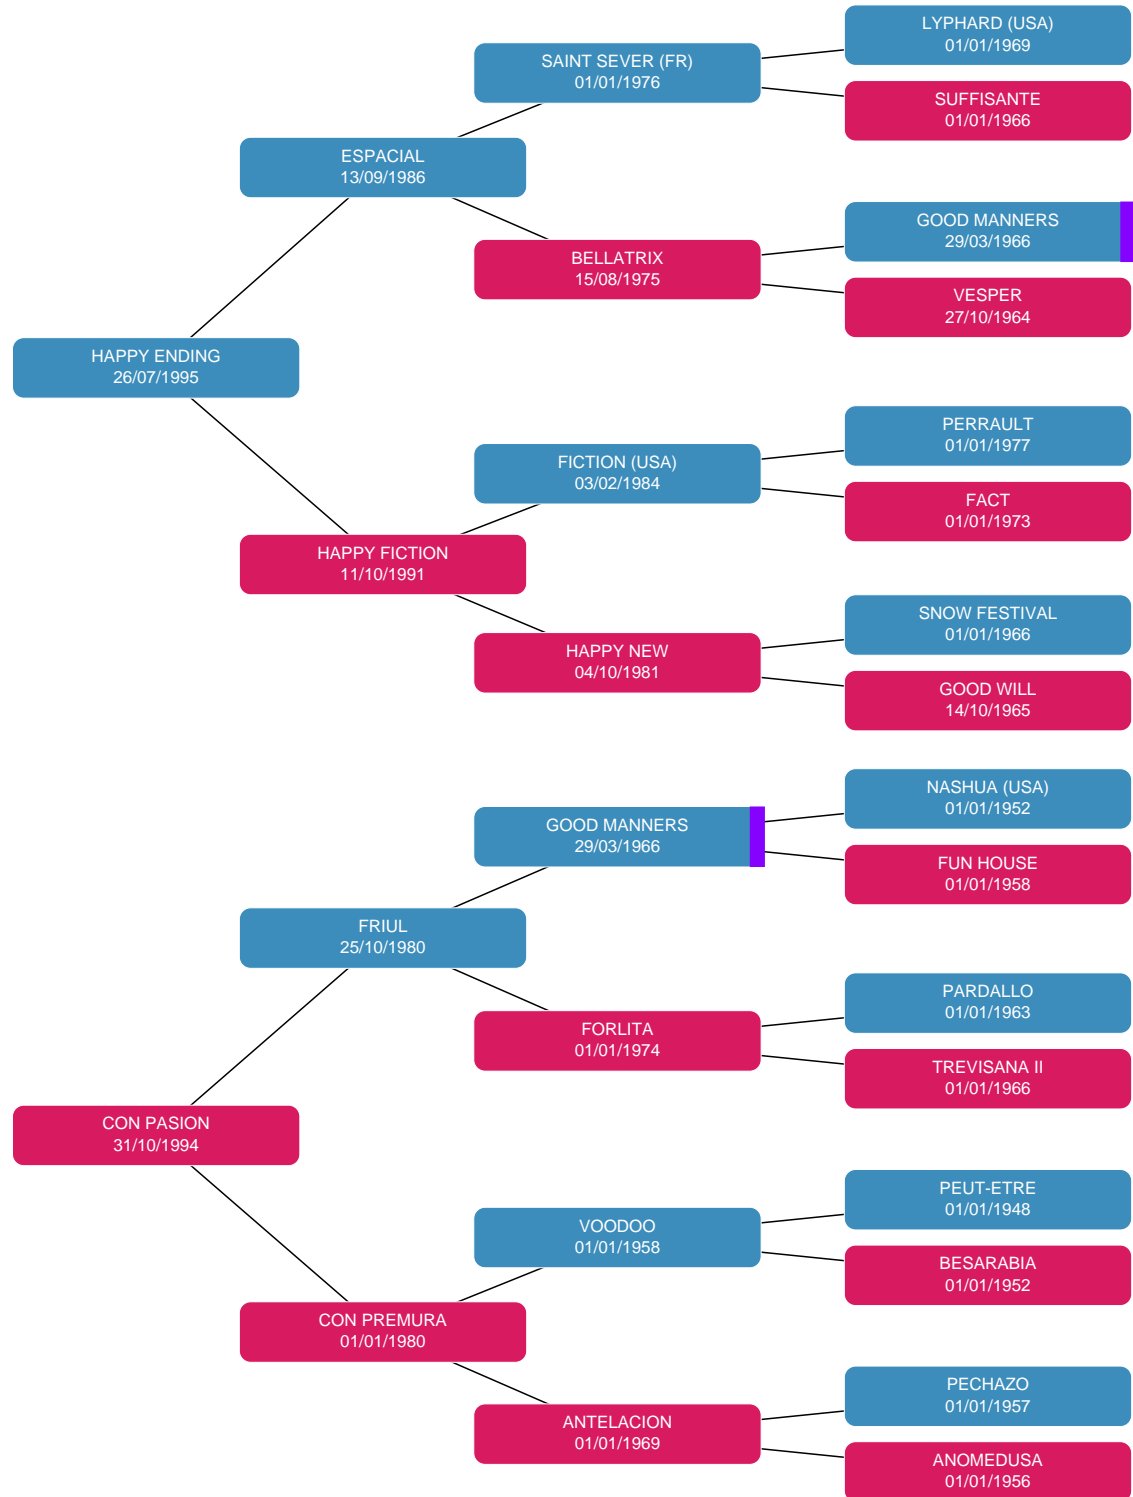 LYPHARD (USA)
01/01/1969
SAINT SEVER (FR)
01/01/1976
SUFFISANTE
01/01/1966
ESPACIAL
13/09/1986
GOOD MANNERS
29/03/1966
BELLATRIX
15/08/1975
VESPER
27/10/1964
HAPPY ENDING
26/07/1995
PERRAULT
01/01/1977
FICTION (USA)
03/02/1984
FACT
01/01/1973
HAPPY FICTION
11/10/1991
SNOW FESTIVAL
01/01/1966
HAPPY NEW
04/10/1981
GOOD WILL
14/10/1965
NASHUA (USA)
01/01/1952
GOOD MANNERS
29/03/1966
FUN HOUSE
01/01/1958
FRIUL
25/10/1980
PARDALLO
01/01/1963
FORLITA
01/01/1974
TREVISANA II
01/01/1966
CON PASION
31/10/1994
PEUT-ETRE
01/01/1948
VOODOO
01/01/1958
BESARABIA
01/01/1952
CON PREMURA
01/01/1980
PECHAZO
01/01/1957
ANTELACION
01/01/1969
ANOMEDUSA
01/01/1956